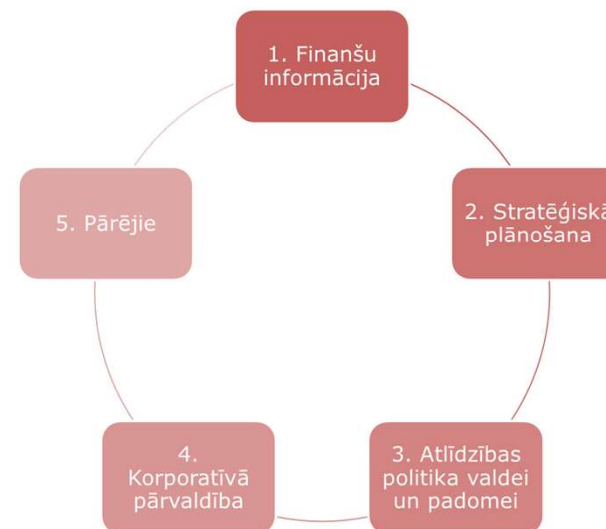 1. Finanšu
informācija
2. Stratēģiskā
plānošana
3. Atlīdzības
politika valdei
un padomei
4.
Korporatīvā
pārvaldība
5. Pārējie